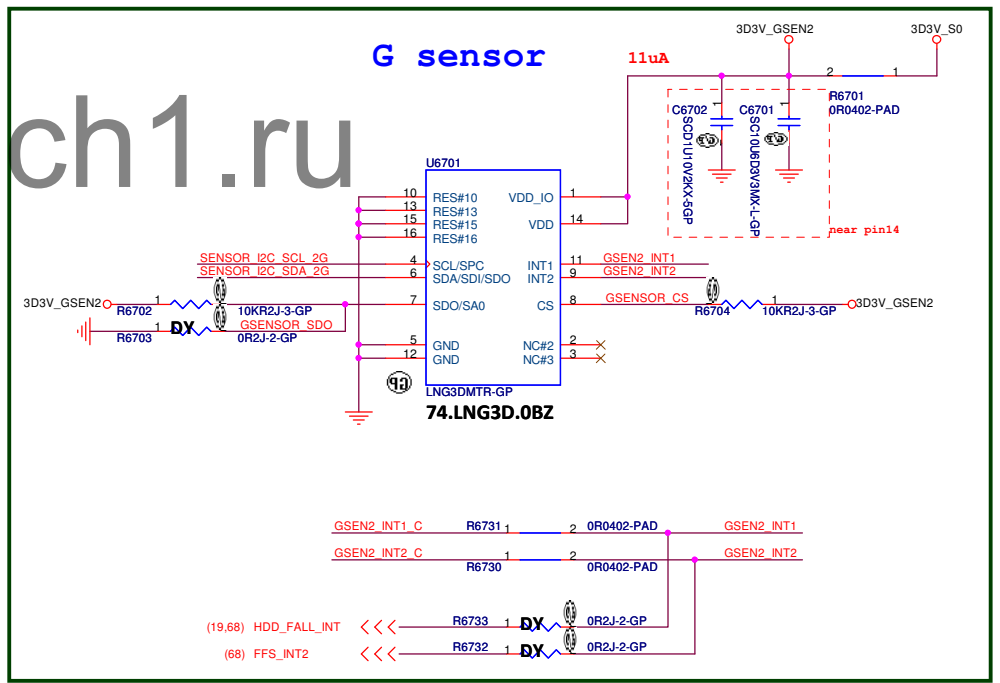 3D3V_GSEN2
3D3V_S0
G sensor
11uA
2
1
R6701
0R0402-PAD
C6702
1
SCD1U10V2KX-5GP
2
C6701
1
SC10U6D3V3MX-L-GP
2
near pin14
ch1.ru
U6701
10 RES#10 VDD_IO 1
13 RES#13
15 RES#15 VDD 14
16 RES#16
SENSOR_I2C_SCL_2G 4 SCL/SPC INT1 11 GSEN2_INT1
SENSOR_I2C_SDA_2G 6 SDA/SDI/SDO INT2 9 GSEN2_INT2
3D3V_GSEN2 1 7 SDO/SA0 CS 8 GSENSOR_CS 1 3D3V_GSEN2
R6702 10KR2J-3-GP R6704 10KR2J-3-GP
1 DY GSENSOR_SDO
R6703 0R2J-2-GP
5 GND NC#2 2
12 GND NC#3 3
GP
LNG3DMTR-GP
74.LNG3D.0BZ
GSEN2_INT1_C R6731 1 2 0R0402-PAD GSEN2_INT1
GSEN2_INT2_C 1 2 GSEN2_INT2
R6730 0R0402-PAD
(19,68) HDD_FALL_INT R6733 1 DY 0R2J-2-GP
(68) FFS_INT2 R6732 1 DY 0R2J-2-GP